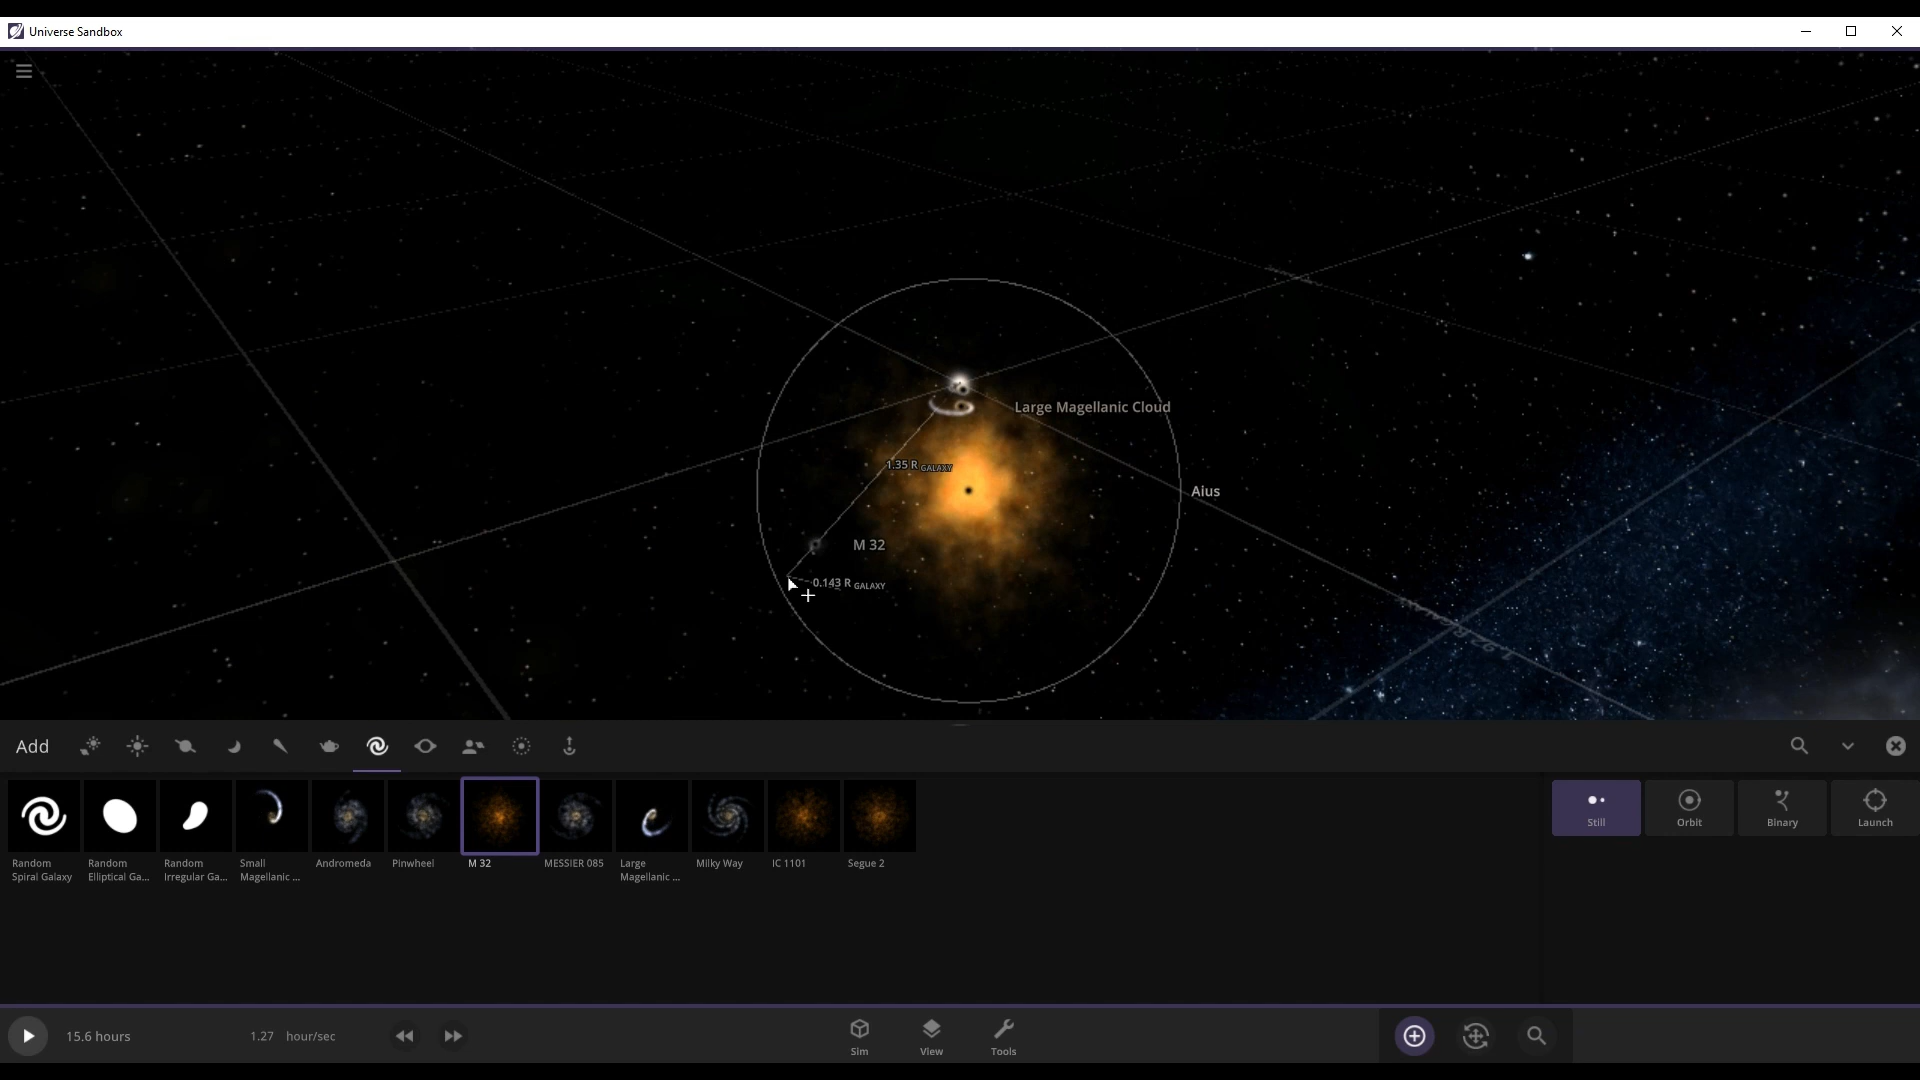 Universe Sandbox
Large Magellanic Cloud
1.35 R GALAXY
Aius
M 32
0.143 R GALAXY
Add
Random
Spiral Galaxy
Random
Elliptical Ga...
Random
Irregular Ga...
Small
Magellanic ...
Andromeda
Pinwheel
M 32
MESSIER 085
Large
Magellanic ...
Milky Way
IC 1101
Segue 2
Still
Orbit
Binary
Launch
15.6 hours
1.27 hour/sec
Sim
View
Tools